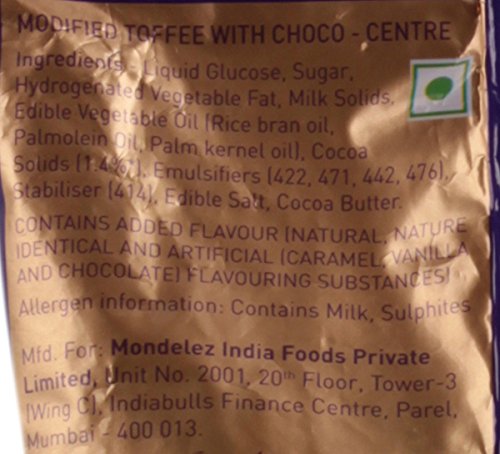 MODIFIED TOFFEE WITH CHOCO - CENTRE
Ingredients - Liquid Glucose, Sugar,
Hydrogenated Vegetable Fat, Milk Solids,
Edible Vegetable Oil (Rice bran oil,
Palmolein Oil, Palm kernel oil), Cocoa
Solids (1.4%*), Emulsifiers (422, 471, 442, 476),
Stabiliser (414), Edible Salt, Cocoa Butter.
CONTAINS ADDED FLAVOUR (NATURAL, NATURE
IDENTICAL AND ARTIFICIAL (CARAMEL, VANILLA
AND CHOCOLATE) FLAVOURING SUBSTANCES)
Allergen information: Contains Milk, Sulphites
Mfd. For: Mondelez India Foods Private
Limited, Unit No. 2001, 20th Floor, Tower-3
(Wing C), Indiabulls Finance Centre, Parel,
Mumbai - 400 013.